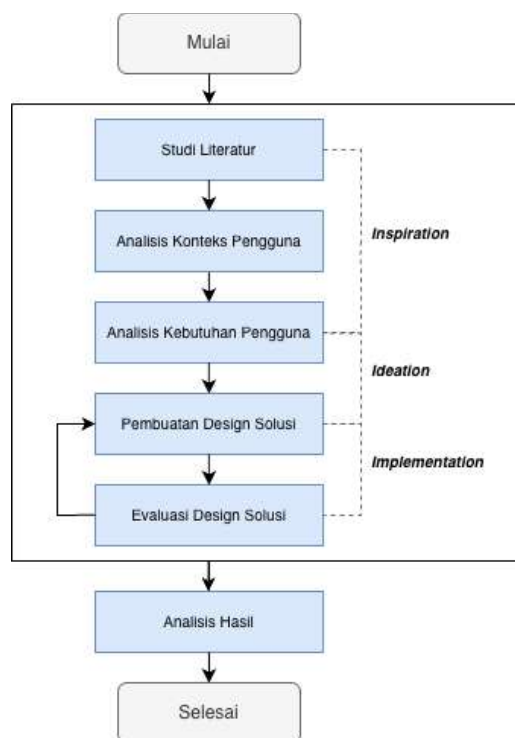 Mulai
Studi Literatur
Analisis Konteks Pengguna
Inspiration
Analisis Kebutuhan Pengguna
Ideation
Pembuatan Design Solusi
Implementation
Evaluasi Design Solusi
Analisis Hasil
Selesai